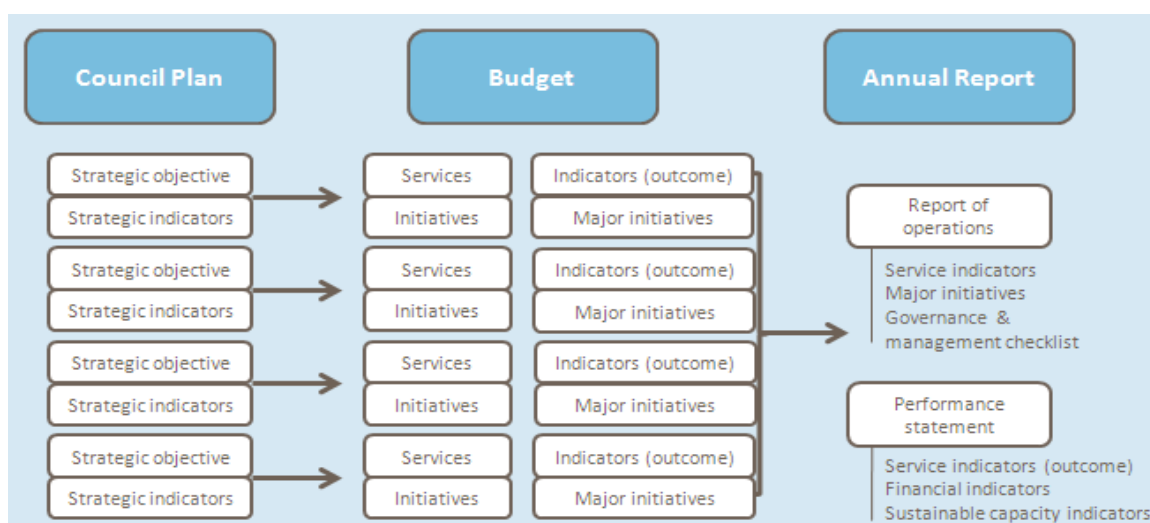 Council Plan
Budget
Annual Report
Strategic objective
Strategic indicators
Strategic objective
Strategic indicators
Strategic objective
Strategic indicators
Strategic objective
Strategic indicators
Services
Initiatives
Services
Initiatives
Services
Initiatives
Services
Initiatives
Indicators (outcome)
Major initiatives
Indicators (outcome)
Major initiatives
Indicators (outcome)
Major initiatives
Indicators (outcome)
Major initiatives
Report of
operations
Service indicators
Major initiatives
Governance &
management checklist
Performance
statement
Service indicators (outcome)
Financial indicators
Sustainable capacity indicators